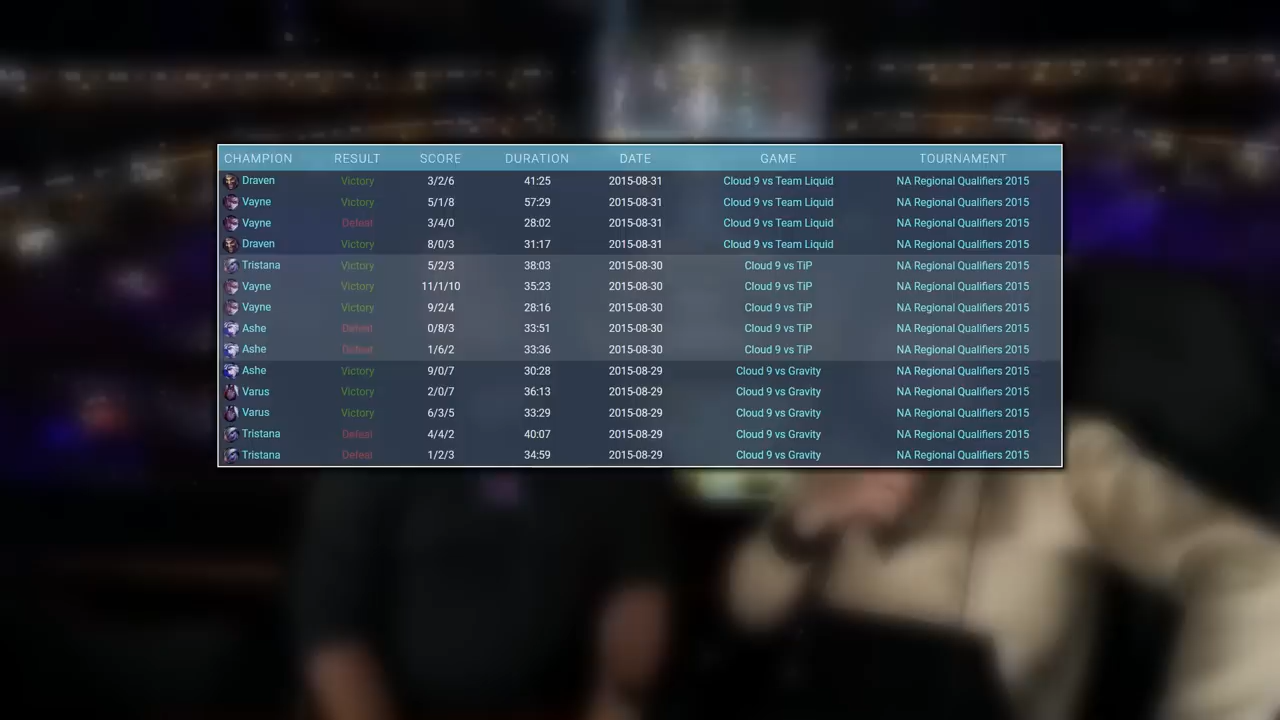 CHAMPION RESULT SCORE DURATION DATE GAME TOURNAMENT
Draven Victory 3/2/6 41:25 2015-08-31 Cloud 9 vs Team Liquid NA Regional Qualifiers 2015
Vayne Victory 5/1/8 57:29 2015-08-31 Cloud 9 vs Team Liquid NA Regional Qualifiers 2015
Vayne Defeat 3/4/0 28:02 2015-08-31 Cloud 9 vs Team Liquid NA Regional Qualifiers 2015
Draven Victory 8/0/3 31:17 2015-08-31 Cloud 9 vs Team Liquid NA Regional Qualifiers 2015
Tristana Victory 5/2/3 38:03 2015-08-30 Cloud 9 vs TiP NA Regional Qualifiers 2015
Vayne Victory 11/1/10 35:23 2015-08-30 Cloud 9 vs TiP NA Regional Qualifiers 2015
Vayne Victory 9/2/4 28:16 2015-08-30 Cloud 9 vs TiP NA Regional Qualifiers 2015
Ashe Defeat 0/8/3 33:51 2015-08-30 Cloud 9 vs TiP NA Regional Qualifiers 2015
Ashe Defeat 1/6/2 33:36 2015-08-30 Cloud 9 vs TiP NA Regional Qualifiers 2015
Ashe Victory 9/0/7 30:28 2015-08-29 Cloud 9 vs Gravity NA Regional Qualifiers 2015
Varus Victory 2/0/7 36:13 2015-08-29 Cloud 9 vs Gravity NA Regional Qualifiers 2015
Varus Victory 6/3/5 33:29 2015-08-29 Cloud 9 vs Gravity NA Regional Qualifiers 2015
Tristana Defeat 4/4/2 40:07 2015-08-29 Cloud 9 vs Gravity NA Regional Qualifiers 2015
Tristana Defeat 1/2/3 34:59 2015-08-29 Cloud 9 vs Gravity NA Regional Qualifiers 2015